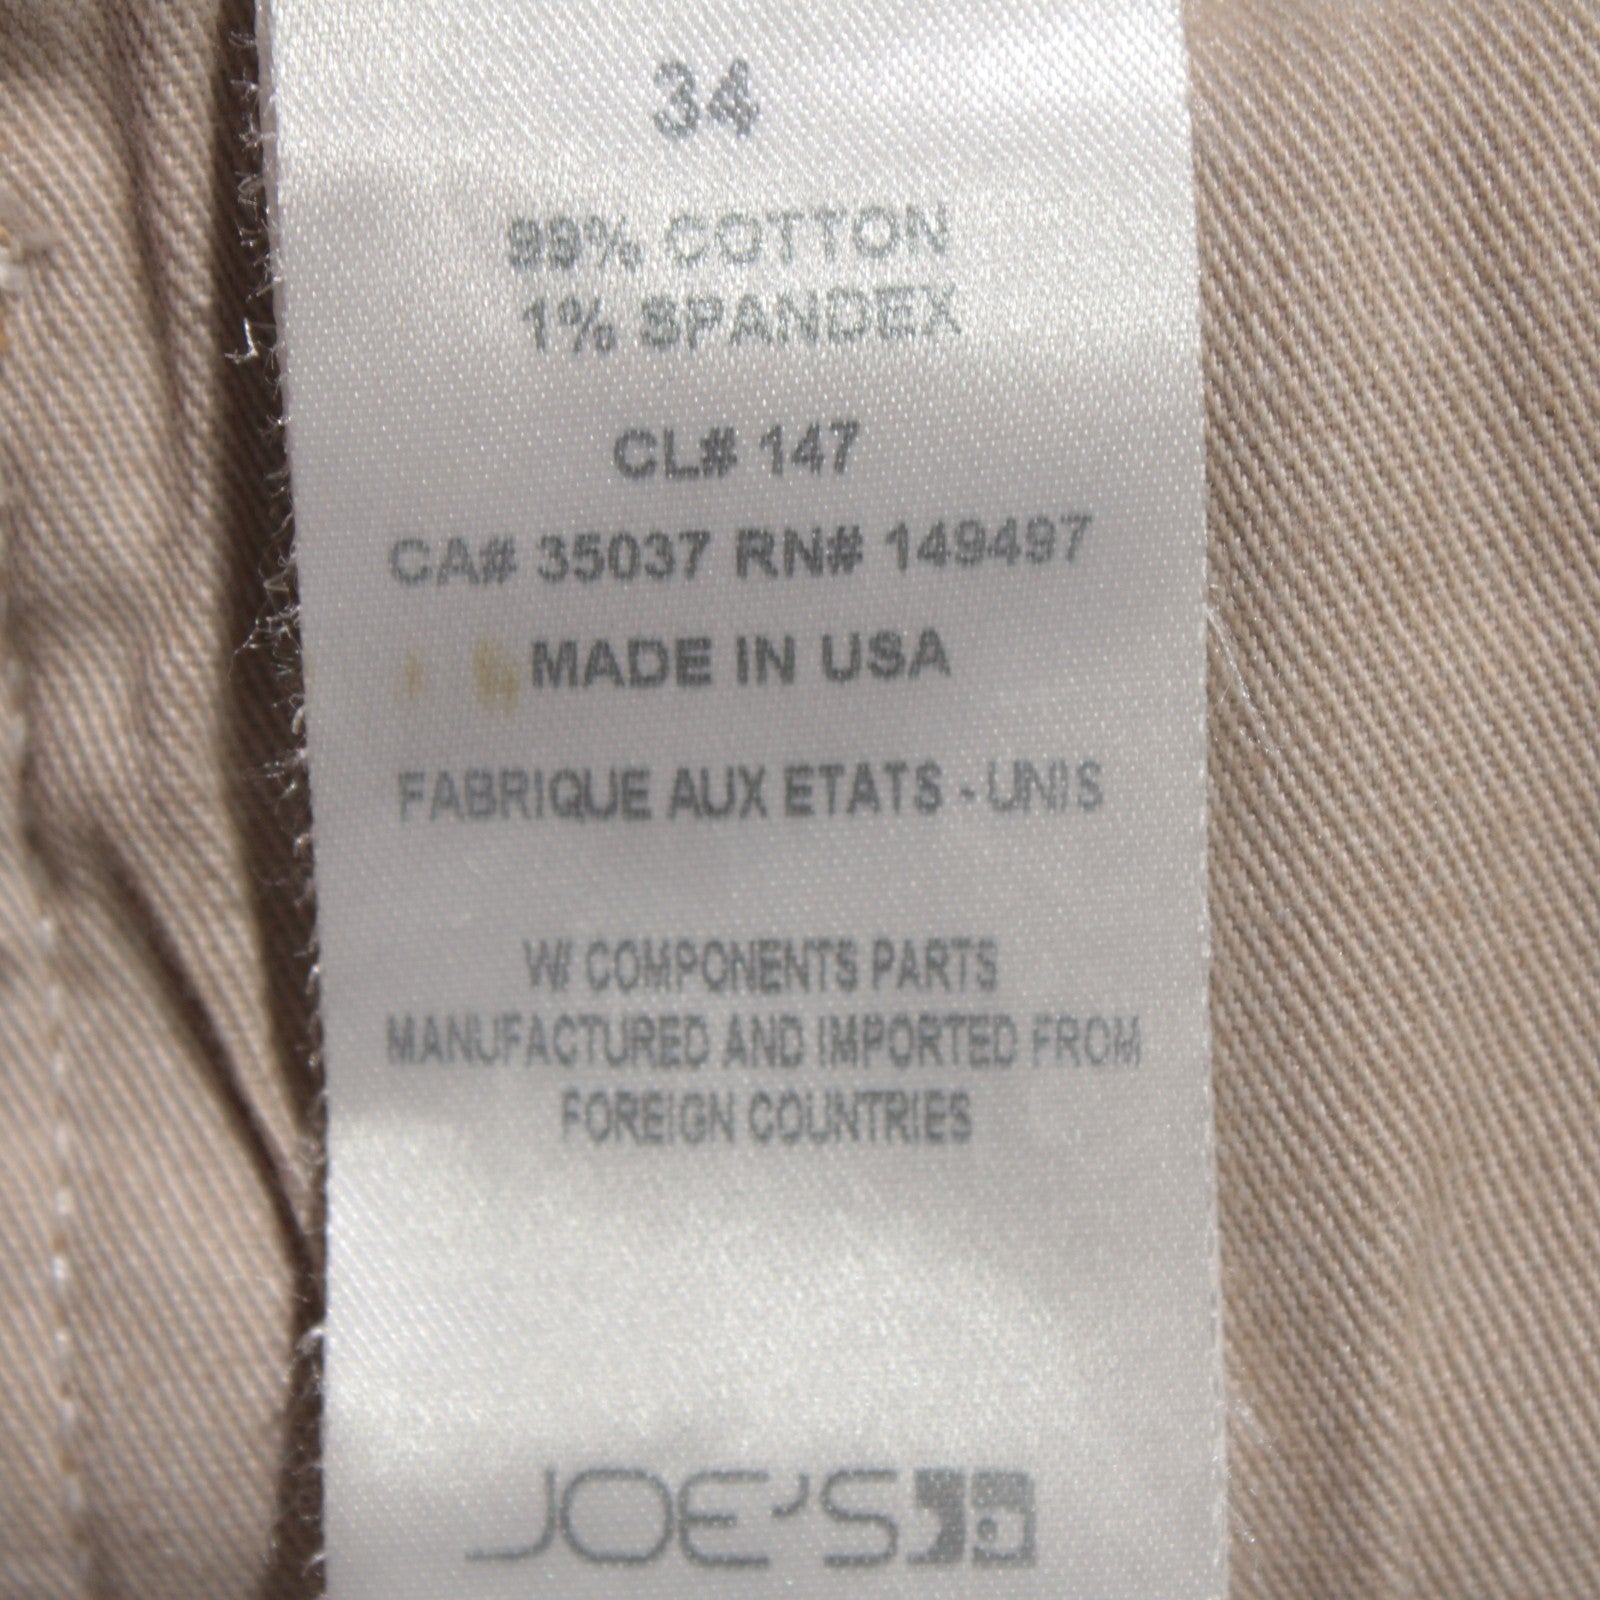 34
99% COTTON
1% SPANDEX
CL# 147
CA# 35037 RN# 149497
MADE IN USA
FABRIQUE AUX ETATS - UNIS
W/ COMPONENTS PARTS
MANUFACTURED AND IMPORTED FROM
FOREIGN COUNTRIES
JOE'S